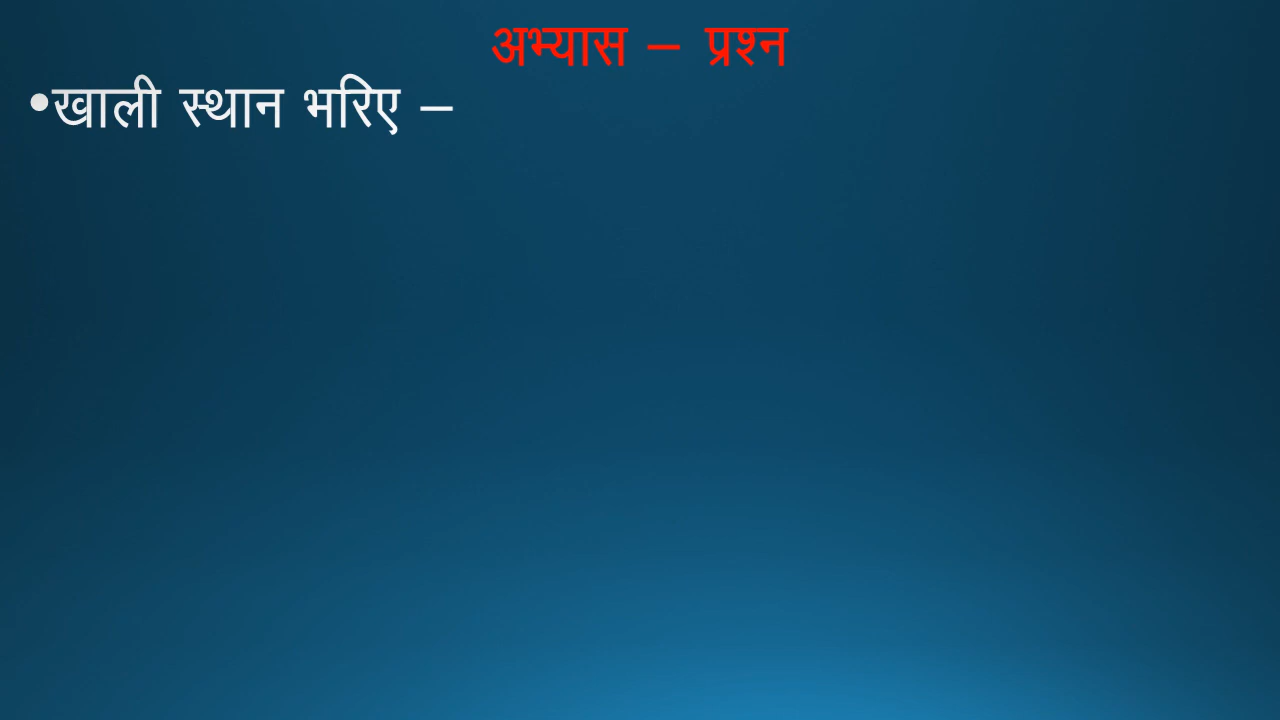 अभ्यास – प्रश्न
•खाली स्थान भरिए –